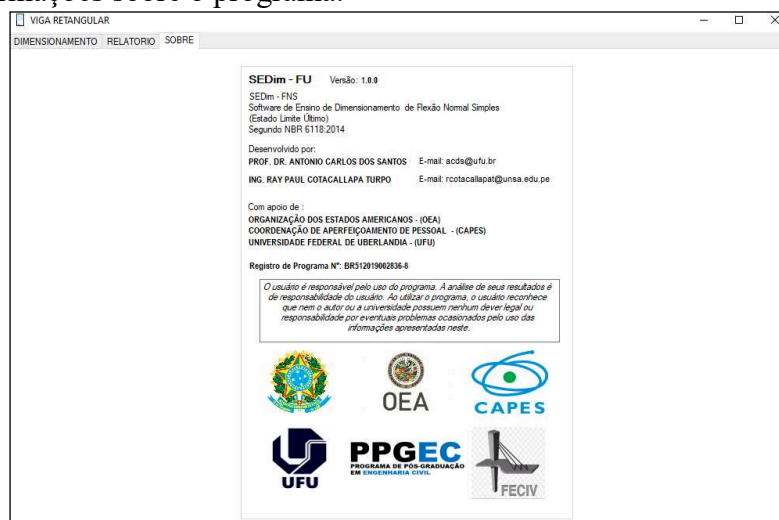 mações sobre o programa.
VIGA RETANGULAR
DIMENSIONAMENTO RELATORIO SOBRE
SEDim - FU Versão: 1.0.0
SEDim - FNS
Software de Ensino de Dimensionamento de Flexão Normal Simples
(Estado Limite Último)
Segundo NBR 6118:2014
Desenvolvido por:
PROF. DR. ANTONIO CARLOS DOS SANTOS E-mail: acds@ufu.br
ING. RAY PAUL COTACALLAPA TURPO E-mail: rcotacallapat@unsa.edu.pe
Com apoio de :
ORGANIZAÇÃO DOS ESTADOS AMERICANOS - (OEA)
COORDENAÇÃO DE APERFEIÇOAMENTO DE PESSOAL - (CAPES)
UNIVERSIDADE FEDERAL DE UBERLANDIA - (UFU)
Registro de Programa Nº: BR512019002836-8
O usuário é responsável pelo uso do programa. A análise de seus resultados é
de responsabilidade do usuário. Ao utilizar o programa, o usuário reconhece
que nem o autor ou a universidade possuem nenhum dever legal ou
responsabilidade por eventuais problemas ocasionados pelo uso das
informações apresentadas neste.
OEA
CAPES
UFU
PPGEC
PROGRAMA DE PÓS-GRADUAÇÃO
EM ENGENHARIA CIVIL
FECIV